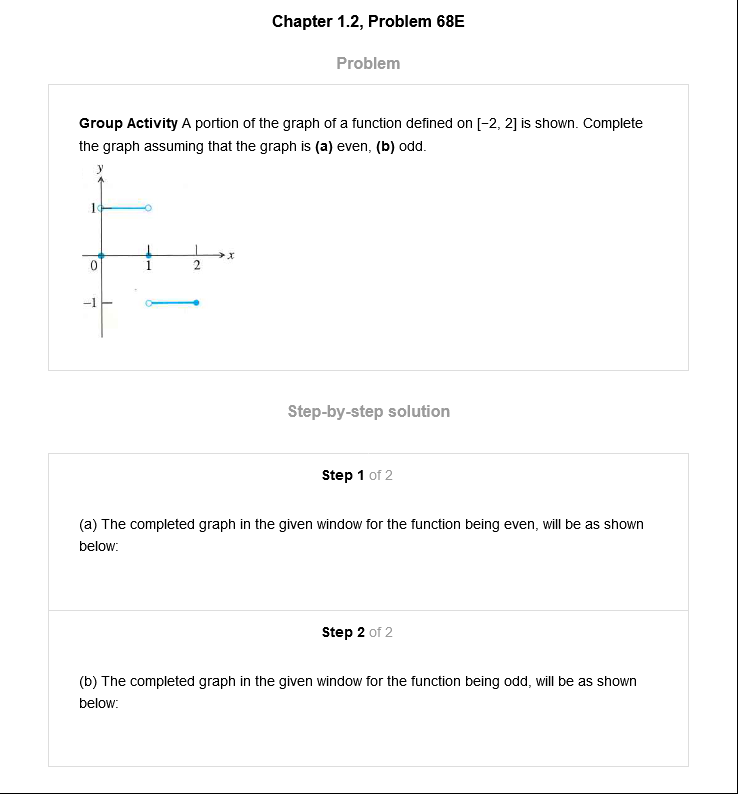 Chapter 1.2, Problem 68E
Problem
Group Activity A portion of the graph of a function defined on [−2, 2] is shown. Complete
the graph assuming that the graph is (a) even, (b) odd.
y
1
x
0 1 2
−1
Step-by-step solution
Step 1 of 2
(a) The completed graph in the given window for the function being even, will be as shown
below:
Step 2 of 2
(b) The completed graph in the given window for the function being odd, will be as shown
below: